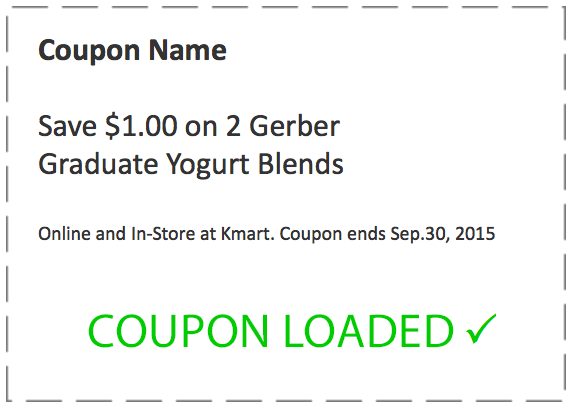 Coupon Name
Save $1.00 on 2 Gerber
Graduate Yogurt Blends
Online and In-Store at Kmart. Coupon ends Sep.30, 2015
COUPON LOADED ✓